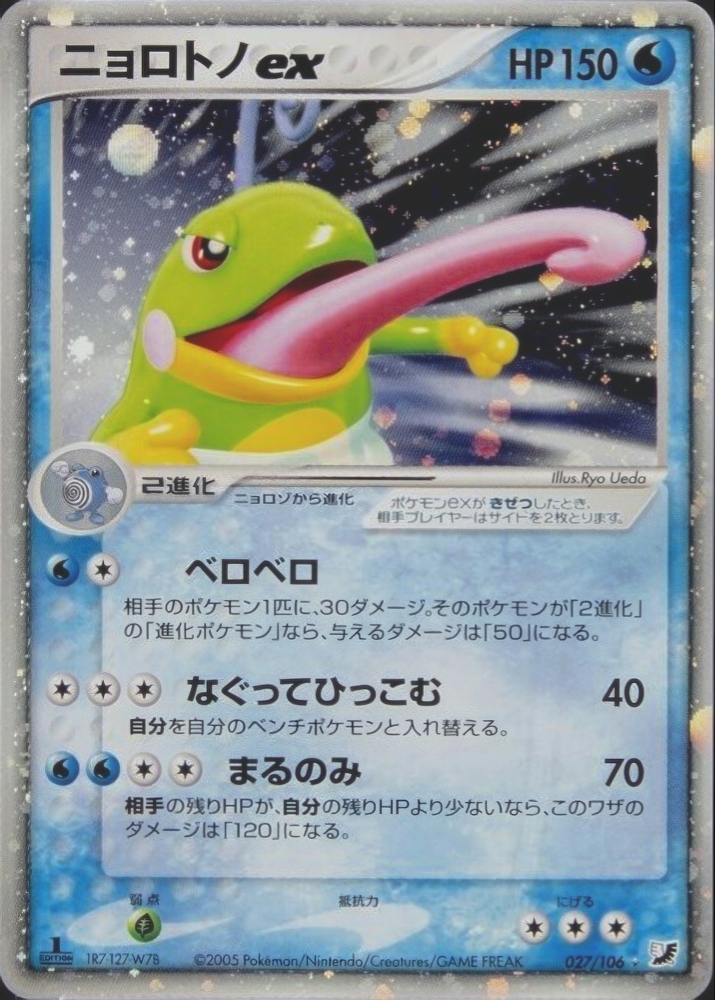 ニョロトノex HP150
Illus.Ryo Ueda
2進化
ニョロゾから進化
ポケモンexが きぜつしたとき、
相手プレイヤーはサイドを2枚とります。
ベロベロ
相手のポケモン1匹に、30ダメージ。そのポケモンが「2進化」
の「進化ポケモン」なら、与えるダメージは「50」になる。
なぐってひっこむ 40
自分を自分のベンチポケモンと入れ替える。
まるのみ 70
相手の残りHPが、自分の残りHPより少ないなら、このワザの
ダメージは「120」になる。
弱点 抵抗力 にげる
1 EDITION 1R7-127-W7B ©2005 Pokémon/Nintendo/Creatures/GAME FREAK 027/106